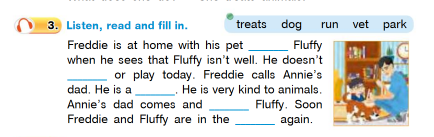 3. Listen, read and fill in.
treats dog run vet park
Freddie is at home with his pet ______ Fluffy
when he sees that Fluffy isn't well. He doesn't
______ or play today. Freddie calls Annie's
dad. He is a ______. He is very kind to animals.
Annie's dad comes and ______ Fluffy. Soon
Freddie and Fluffy are in the ______ again.